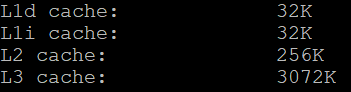 L1d cache: 32K
L1i cache: 32K
L2 cache: 256K
L3 cache: 3072K